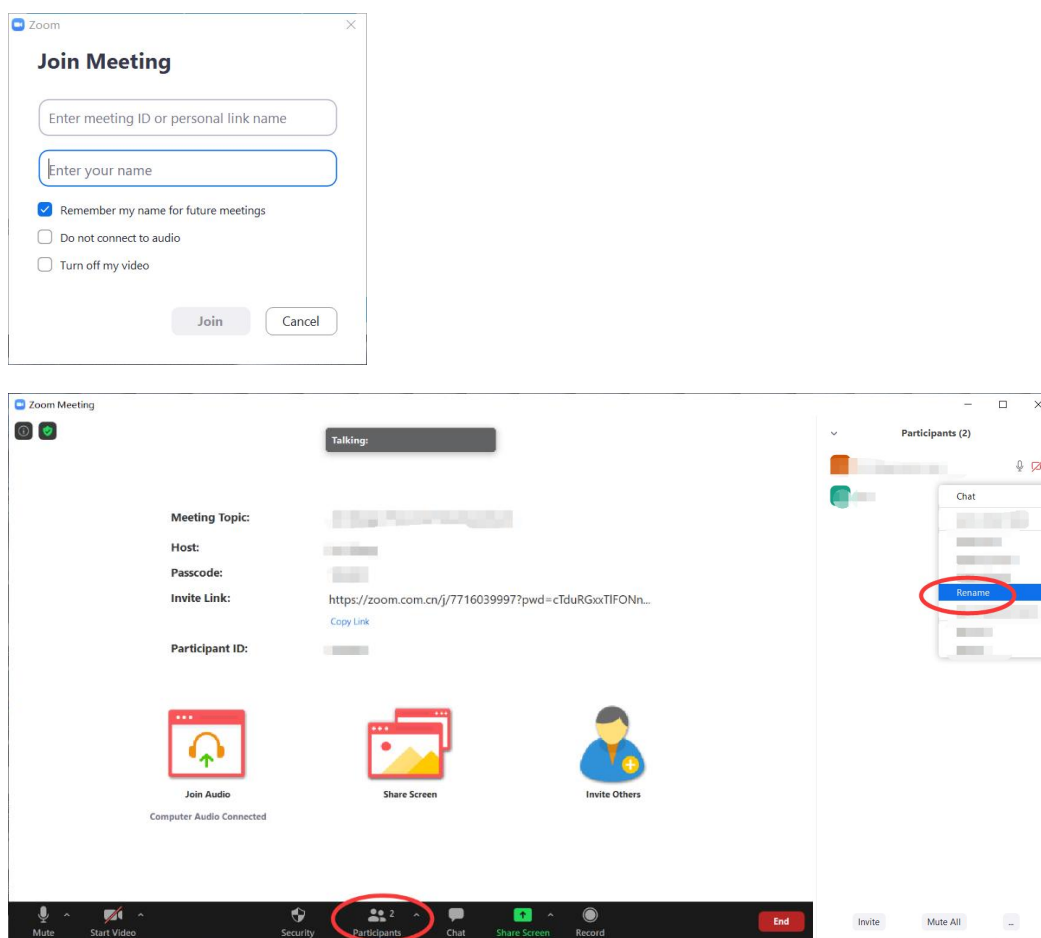 Zoom
Join Meeting
Enter meeting ID or personal link name
Enter your name
Remember my name for future meetings
Do not connect to audio
Turn off my video
Join Cancel
Zoom Meeting
Talking:
Participants (2)
Chat
Meeting Topic:
Host:
Passcode:
Rename
Invite Link: https://zoom.com.cn/j/7716039997?pwd=cTduRGxxTlFONn...
Copy Link
Participant ID:
Join Audio Share Screen Invite Others
Computer Audio Connected
2
Mute Start Video Security Participants Chat Share Screen Record End Invite Mute All ...